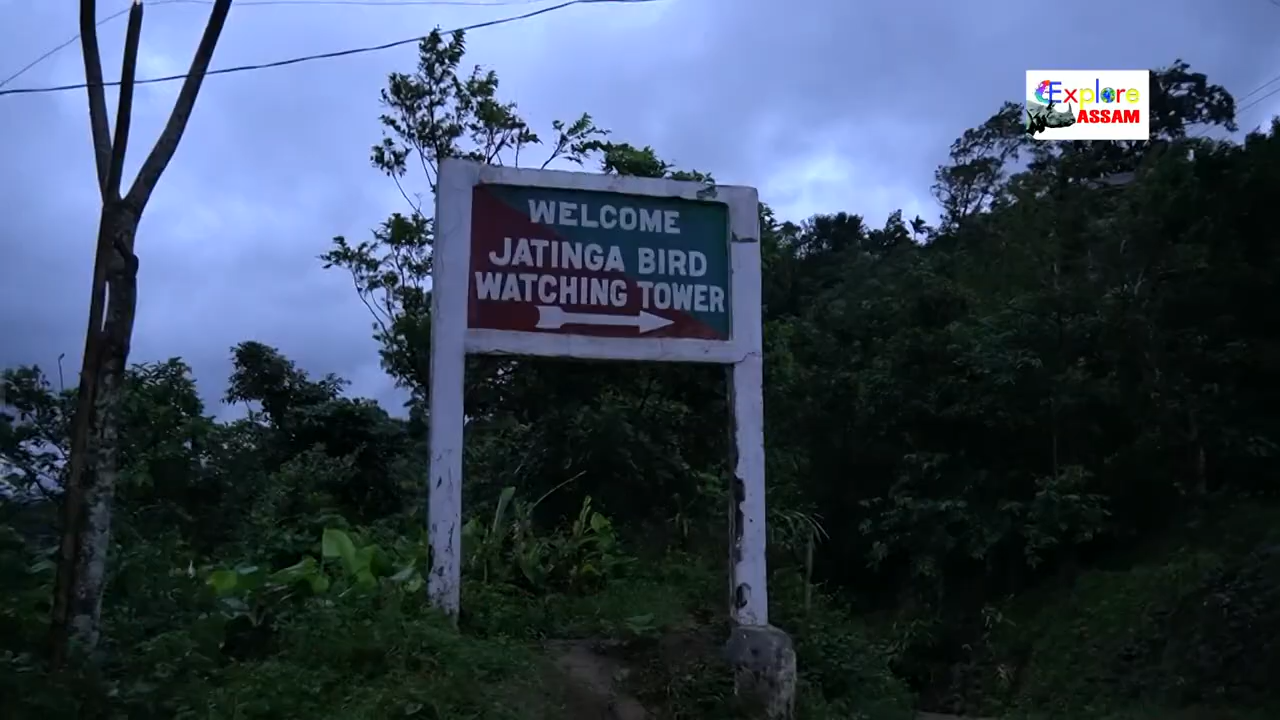 WELCOME
JATINGA BIRD
WATCHING TOWER
Explore
ASSAM